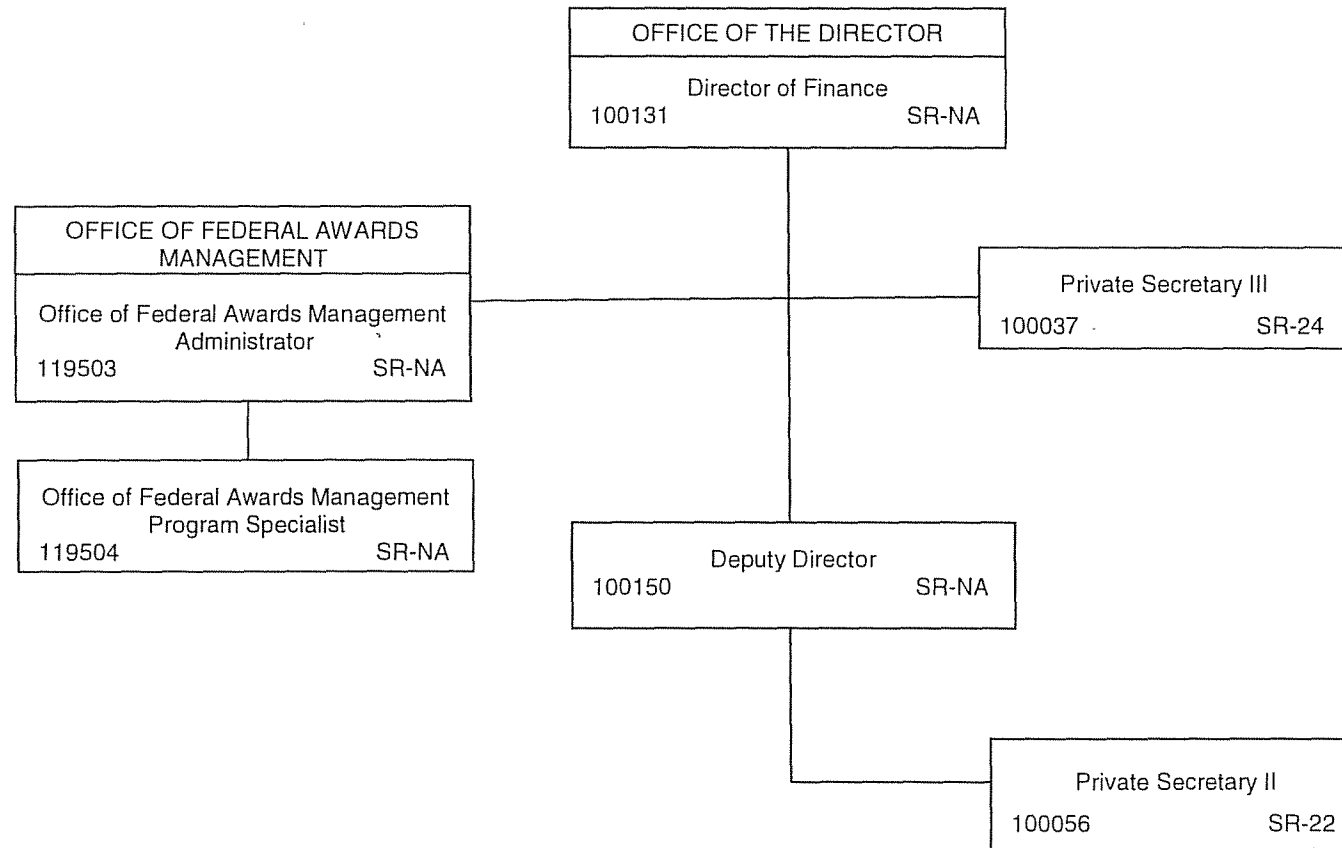 OFFICE OF THE DIRECTOR
Director of Finance
100131 SR-NA
OFFICE OF FEDERAL AWARDS
MANAGEMENT
Office of Federal Awards Management
Administrator
119503 SR-NA
Private Secretary III
100037 SR-24
Office of Federal Awards Management
Program Specialist
119504 SR-NA
Deputy Director
100150 SR-NA
Private Secretary II
100056 SR-22